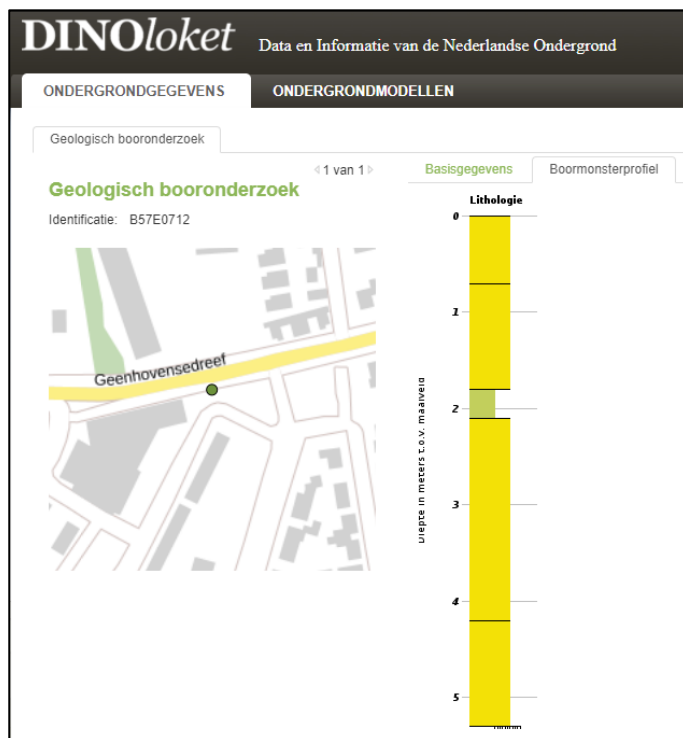 DINOloket Data en Informatie van de Nederlandse Ondergrond
ONDERGRONDGEGEVENS ONDERGRONDMODELLEN
Geologisch booronderzoek
1 van 1
Geologisch booronderzoek
Identificatie: B57E0712
Geenhovensedreef
Basisgegevens Boormonsterprofiel
Lithologie
0
1
2
3
4
5
Diepte in meters t.o.v. maaiveld